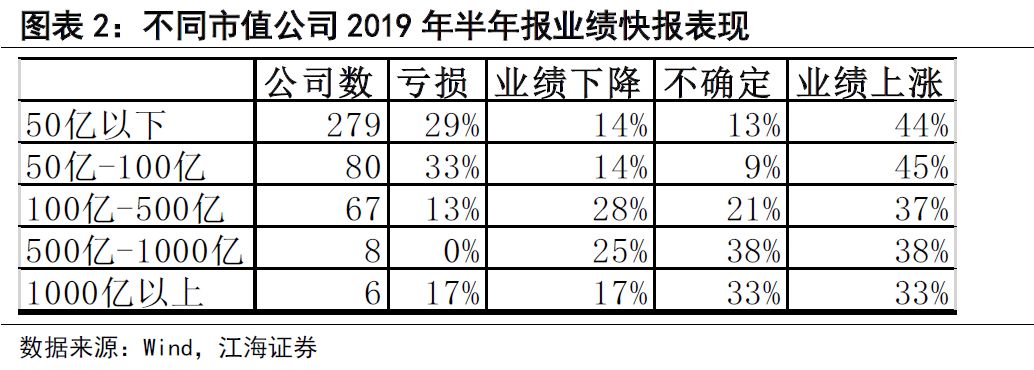 图表 2：不同市值公司 2019 年半年报业绩快报表现
公司数 亏损 业绩下降 不确定 业绩上涨
50亿以下 279 29% 14% 13% 44%
50亿-100亿 80 33% 14% 9% 45%
100亿-500亿 67 13% 28% 21% 37%
500亿-1000亿 8 0% 25% 38% 38%
1000亿以上 6 17% 17% 33% 33%
数据来源：Wind，江海证券